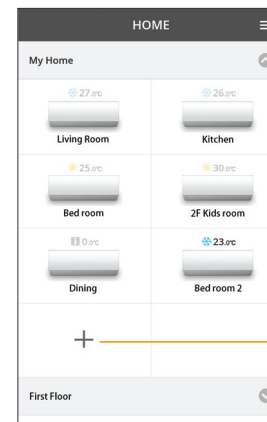 HOME
My Home
27.0°C 26.0°C
Living Room Kitchen
25.0°C 30.0°C
Bed room 2F Kids room
0.0°C 23.0°C
Dining Bed room 2
+
First Floor